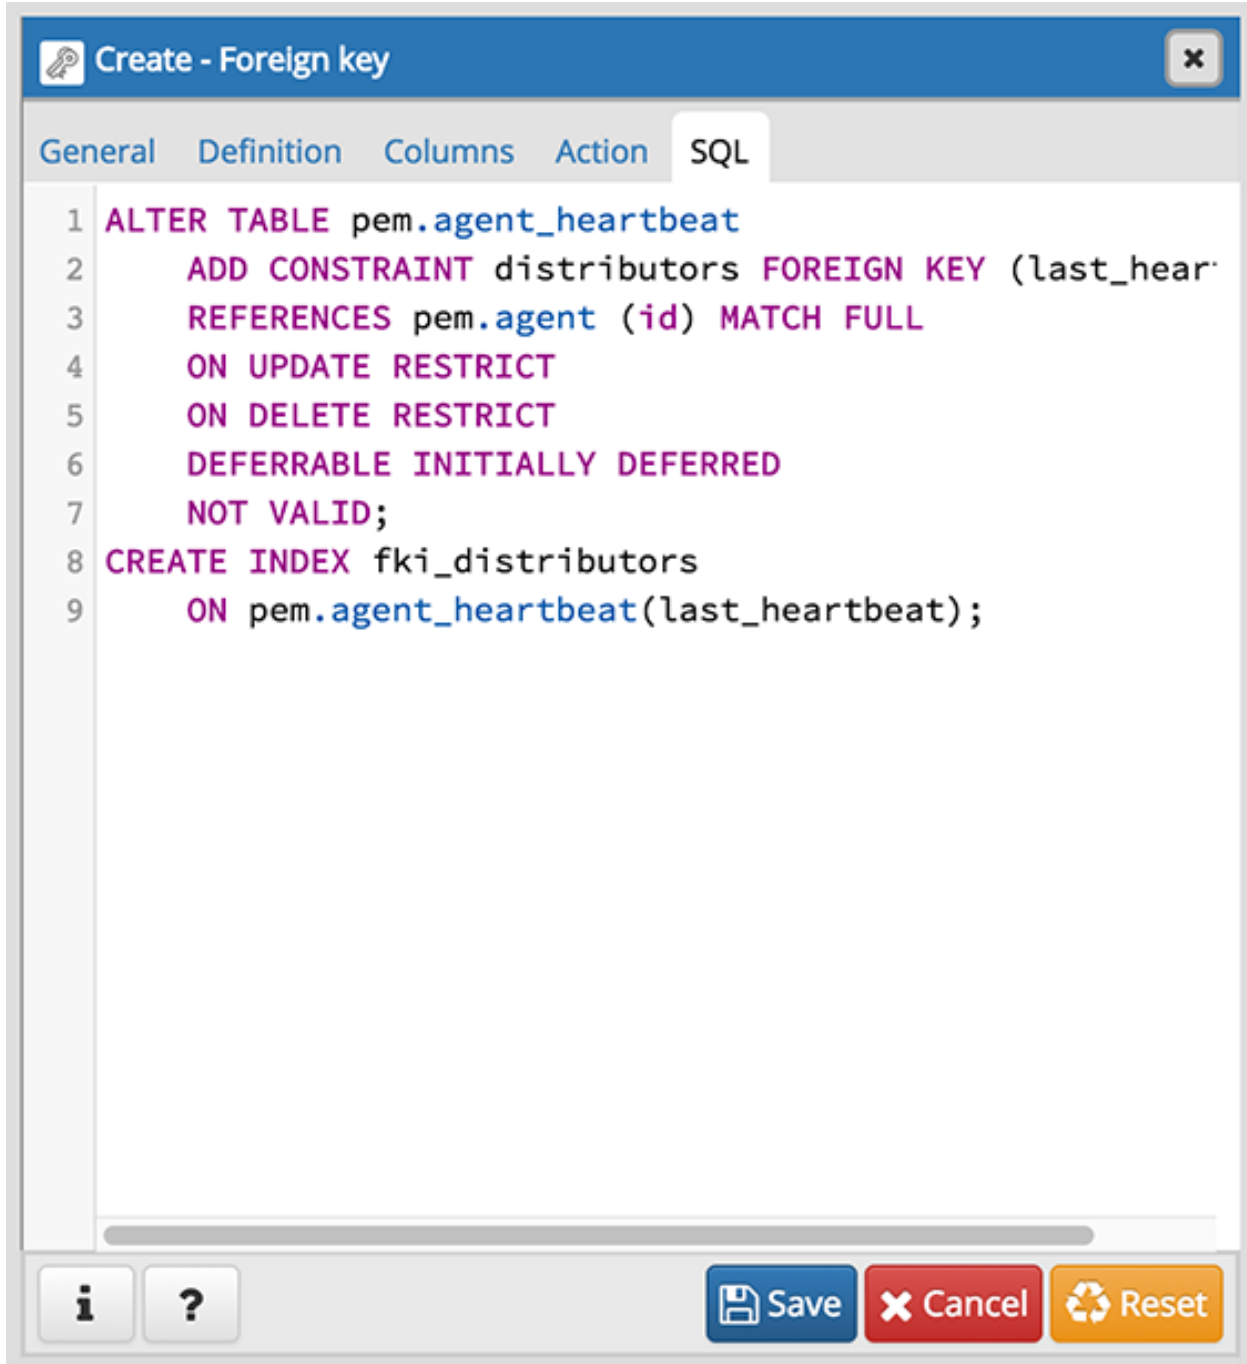 Create - Foreign key
General Definition Columns Action SQL
1 ALTER TABLE pem.agent_heartbeat
2 ADD CONSTRAINT distributors FOREIGN KEY (last_hear
3 REFERENCES pem.agent (id) MATCH FULL
4 ON UPDATE RESTRICT
5 ON DELETE RESTRICT
6 DEFERRABLE INITIALLY DEFERRED
7 NOT VALID;
8 CREATE INDEX fki_distributors
9 ON pem.agent_heartbeat(last_heartbeat);
i ? Save Cancel Reset